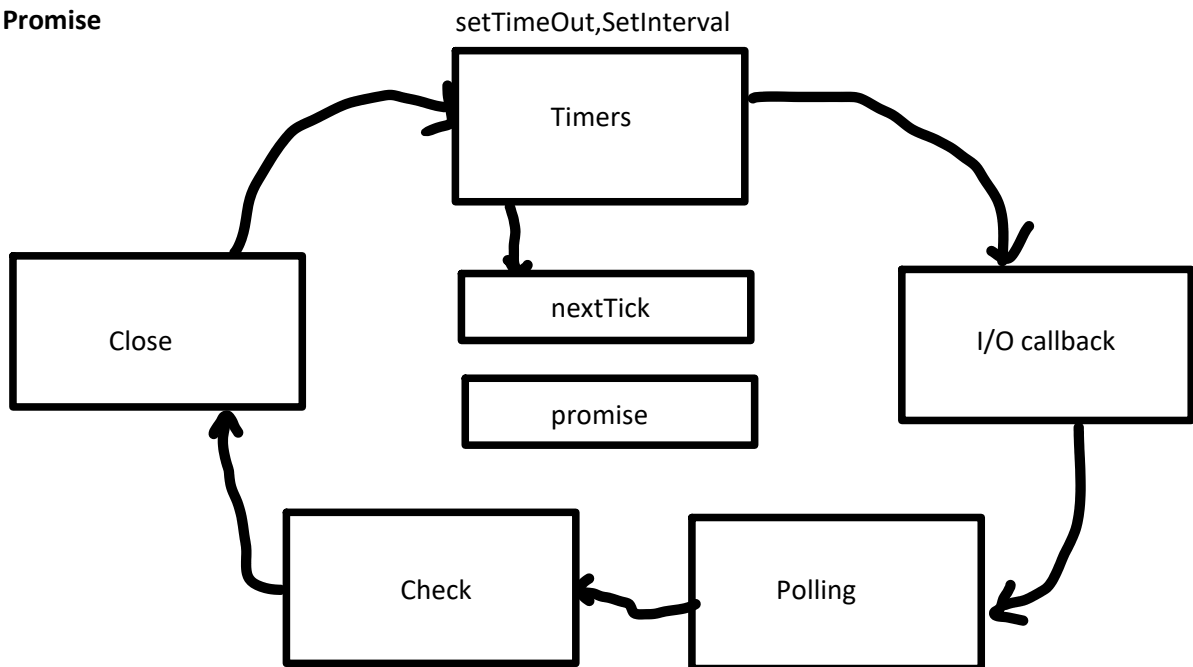 Promise
setTimeOut,SetInterval
Timers
nextTick
Close
I/O callback
promise
Check
Polling